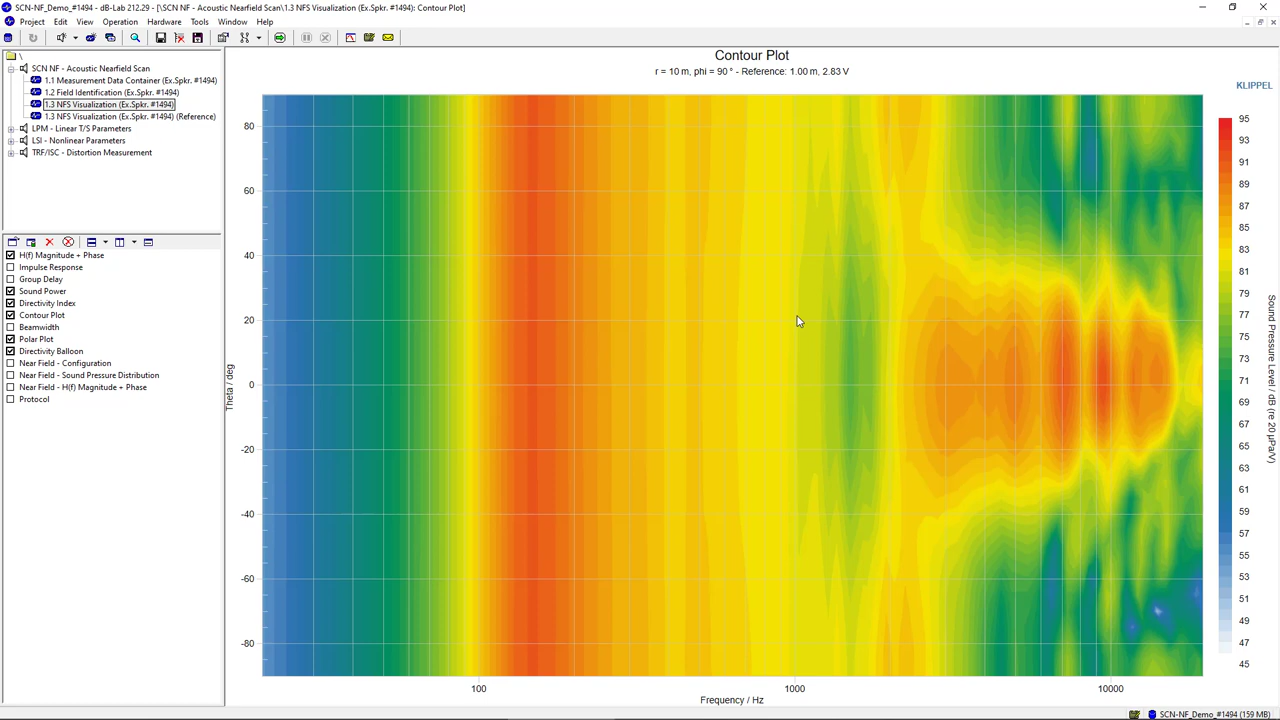 SCN-NF_Demo_#1494 - dB-Lab 212.29 - [\SCN NF - Acoustic Nearfield Scan\1.3 NFS Visualization (Ex.Spkr. #1494): Contour Plot]
Project Edit View Operation Hardware Tools Window Help
\
SCN NF - Acoustic Nearfield Scan
1.1 Measurement Data Container (Ex.Spkr. #1494)
1.2 Field Identification (Ex.Spkr. #1494)
1.3 NFS Visualization (Ex.Spkr. #1494)
1.3 NFS Visualization (Ex.Spkr. #1494) (Reference)
LPM - Linear T/S Parameters
LSI - Nonlinear Parameters
TRF/ISC - Distortion Measurement
H(f) Magnitude + Phase
Impulse Response
Group Delay
Sound Power
Directivity Index
Contour Plot
Beamwidth
Polar Plot
Directivity Balloon
Near Field - Configuration
Near Field - Sound Pressure Distribution
Near Field - H(f) Magnitude + Phase
Protocol
Contour Plot
r = 10 m, phi = 90° - Reference: 1.00 m, 2.83 V
KLIPPEL
80
60
40
20
0
-20
-40
-60
-80
Theta / deg
100
1000
10000
Frequency / Hz
95
93
91
89
87
85
83
81
79
77
75
73
71
69
67
65
63
61
59
57
55
53
51
49
47
45
Sound Pressure Level / dB (re 20 µPa/V)
SCN-NF_Demo_#1494 (159 MB)